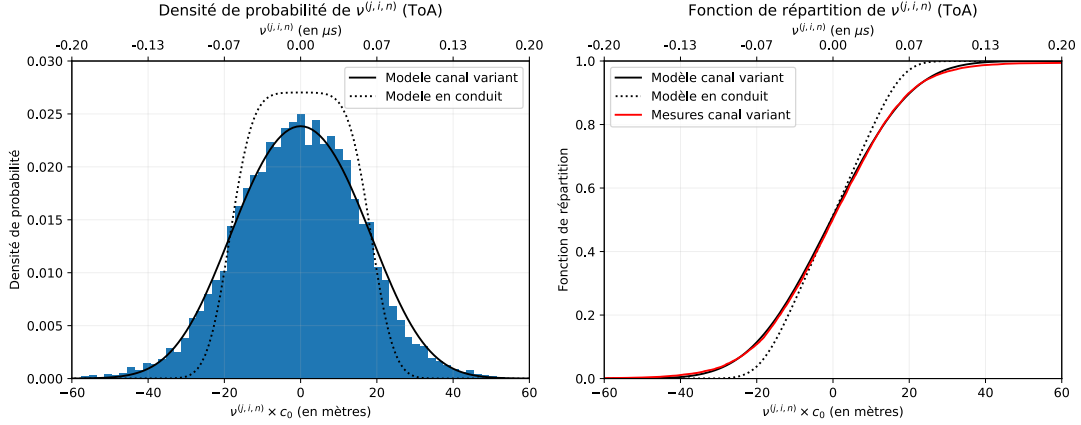 Densité de probabilité de ν^(j,i,n) (ToA)
ν^(j,i,n) (en μs)
-0.20 -0.13 -0.07 0.00 0.07 0.13 0.20
0.030
0.025
0.020
0.015
0.010
0.005
0.000
Densité de probabilité
Modele canal variant
Modele en conduit
−60 −40 −20 0 20 40 60
ν^(j,i,n) × c₀ (en mètres)
Fonction de répartition de ν^(j,i,n) (ToA)
ν^(j,i,n) (en μs)
-0.20 -0.13 -0.07 0.00 0.07 0.13 0.20
1.0
0.8
0.6
0.4
0.2
0.0
Fonction de répartition
Modèle canal variant
Modèle en conduit
Mesures canal variant
−60 −40 −20 0 20 40 60
ν^(j,i,n) × c₀ (en mètres)